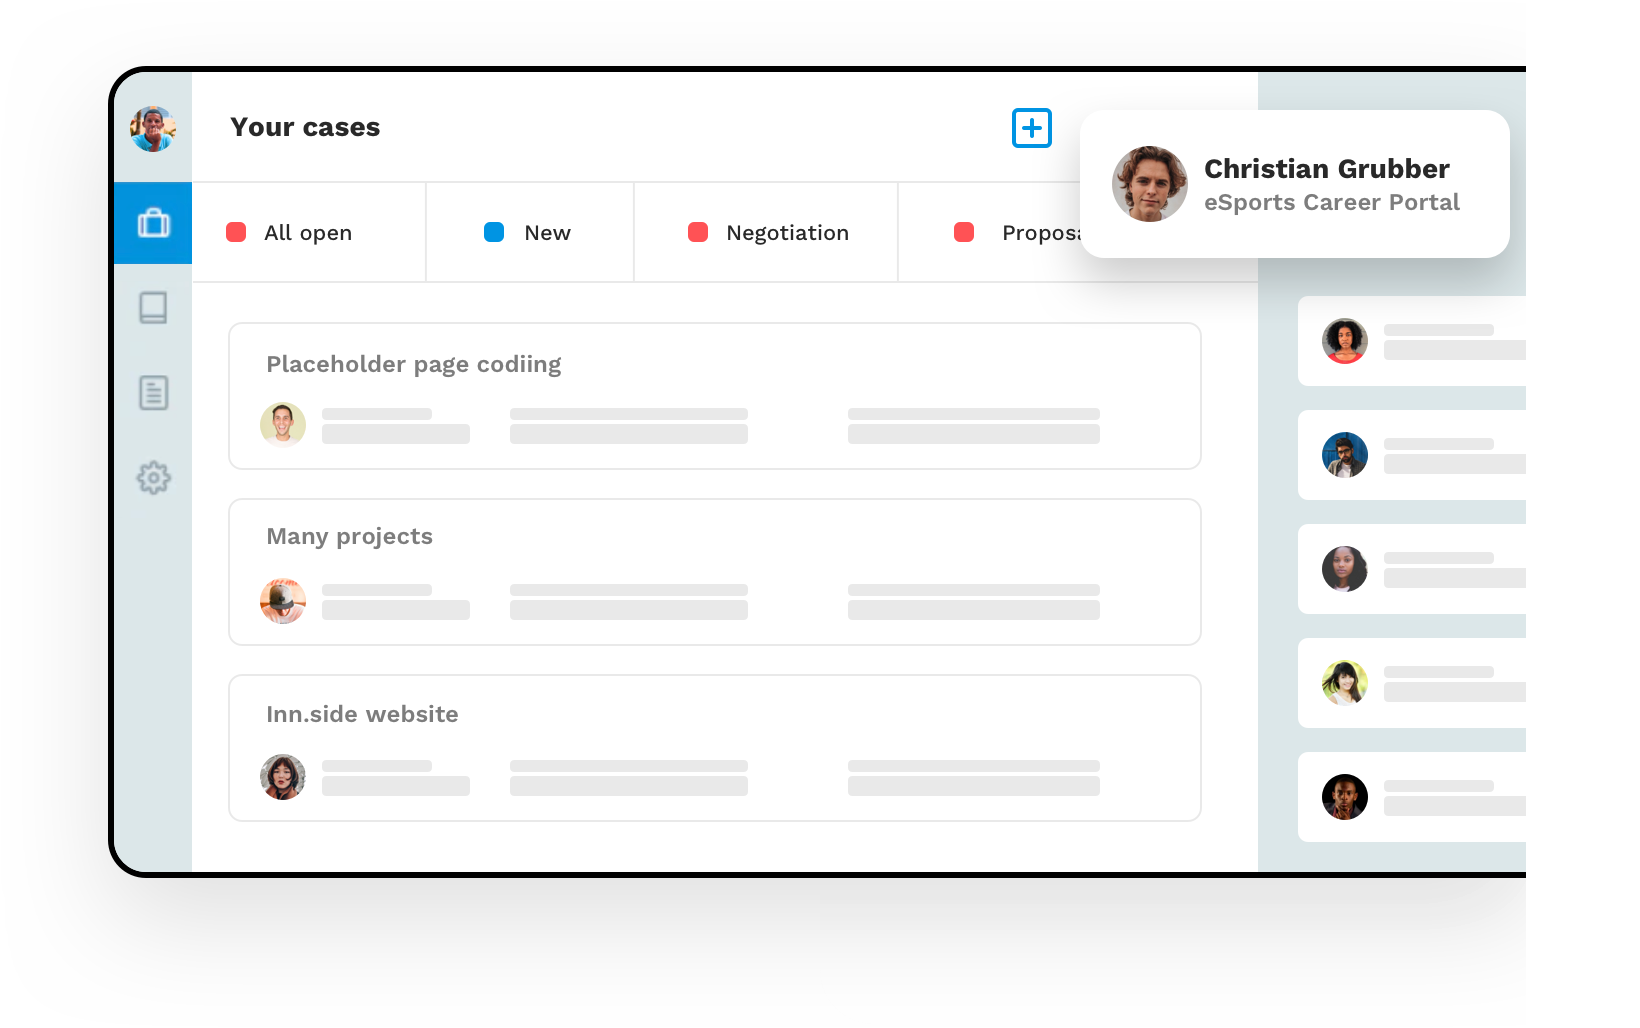 Your cases
Christian Grubber
eSports Career Portal
All open
New
Negotiation
Propos
Placeholder page codiing
Many projects
Inn.side website